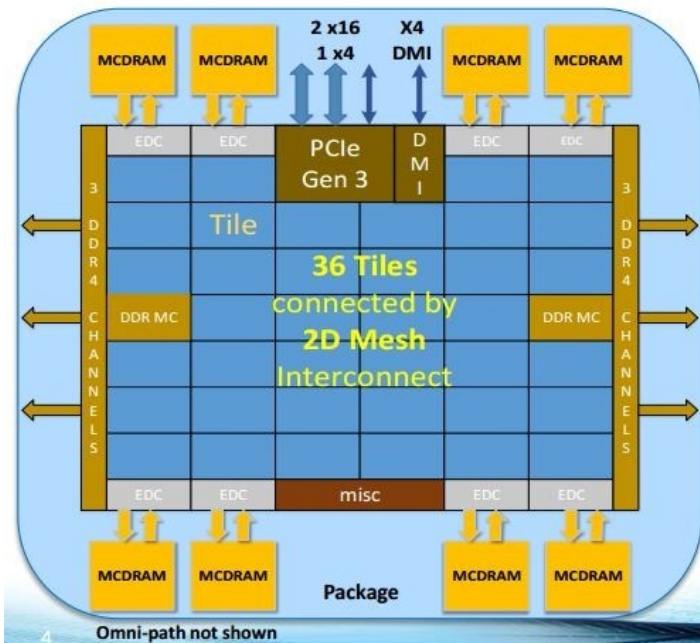 2 x16
1 x4
X4
DMI
MCDRAM
MCDRAM
MCDRAM
MCDRAM
EDC
EDC
PCIe
Gen 3
DMI
EDC
EDC
3 DDR4 CHANNELS
3 DDR4 CHANNELS
Tile
36 Tiles
connected by
2D Mesh
Interconnect
DDR MC
DDR MC
EDC
EDC
misc
EDC
EDC
MCDRAM
MCDRAM
MCDRAM
MCDRAM
Package
4
Omni-path not shown